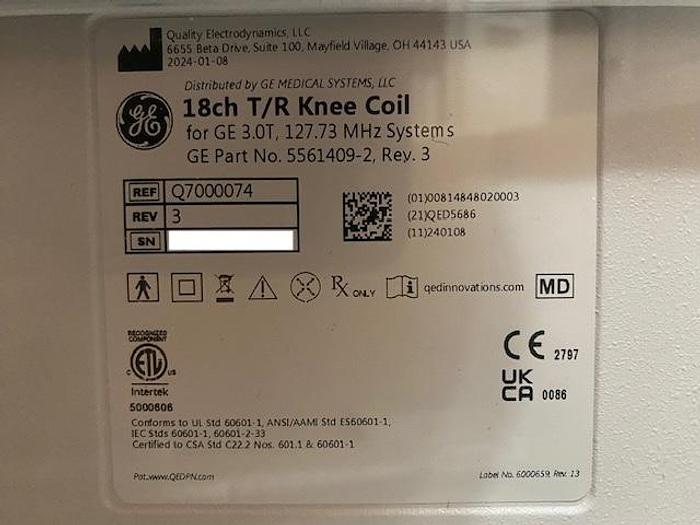 Quality Electrodynamics, LLC
6655 Beta Drive, Suite 100, Mayfield Village, OH 44143 USA
2024-01-08
Distributed by GE MEDICAL SYSTEMS, LLC
GE
18ch T/R Knee Coil
for GE 3.0T, 127.73 MHz Systems
GE Part No. 5561409-2, Rev. 3
REF Q7000074
REV 3
SN
(01)00814848020003
(21)QED5686
(11)240108
Rx ONLY
i qedinnovations.com
MD
RECOGNIZED
COMPONENT
C ETL US
Intertek
5000606
CE 2797
UK
CA 0086
Conforms to UL Std 60601-1, ANSI/AAMI Std ES60601-1,
IEC Stds 60601-1, 60601-2-33
Certified to CSA Std C22.2 Nos. 601.1 & 60601-1
Pat.www.QEDPN.com
Label No. 6000659, Rev. 13